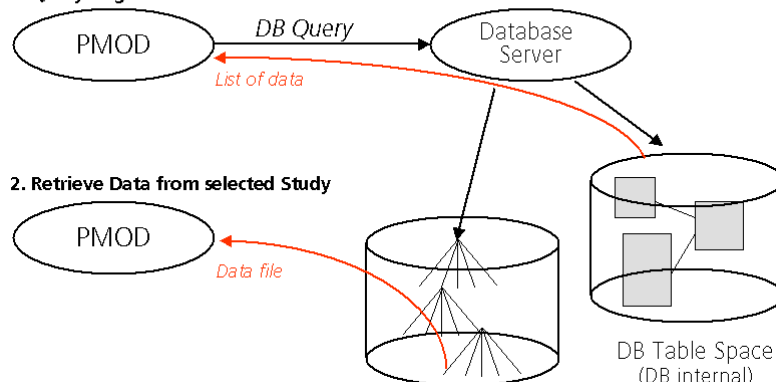 PMOD
DB Query
Database
Server
List of data
2. Retrieve Data from selected Study
PMOD
Data file
DB Table Space
(DB internal)